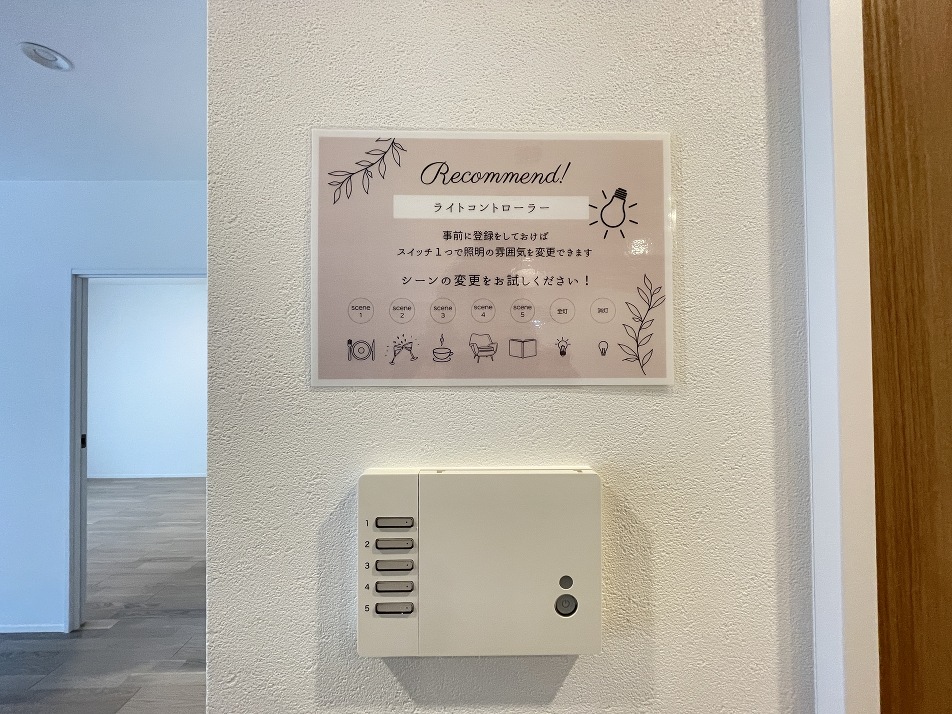 Recommend!
ライトコントローラー
事前に登録をしておけば
スイッチ１つで照明の雰囲気を変更できます
シーンの変更をお試しください！
scene 1
scene 2
scene 3
scene 4
scene 5
全灯
消灯
1
2
3
4
5